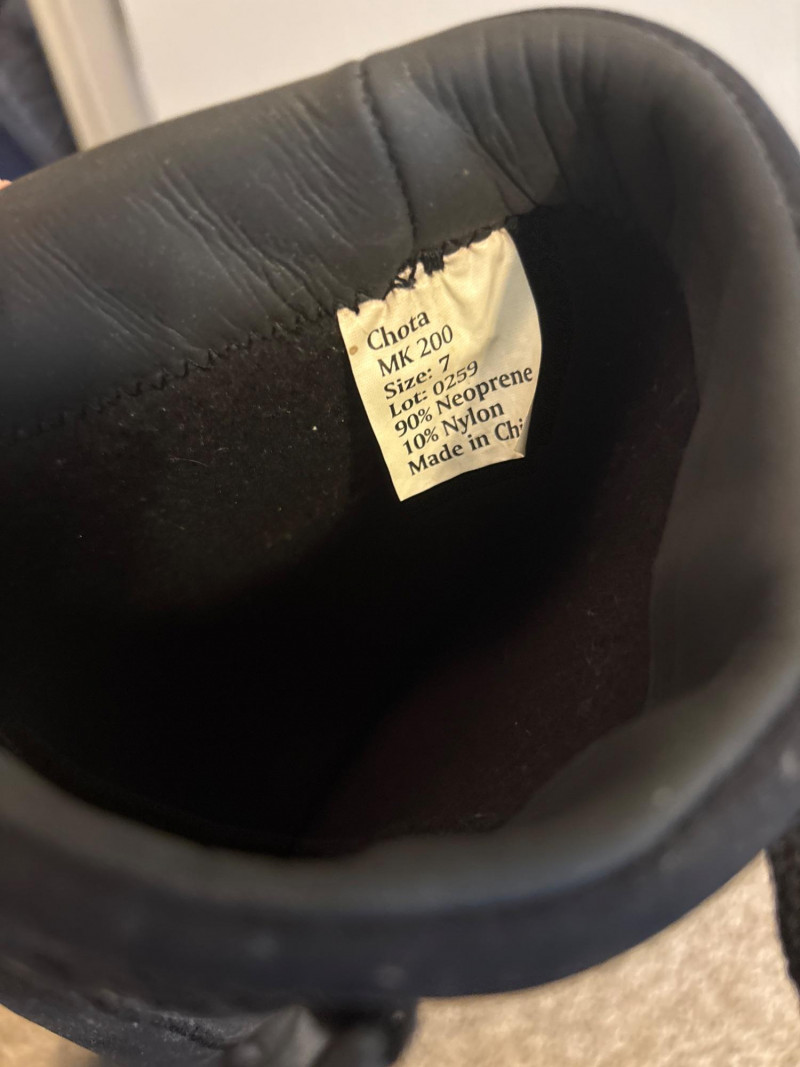 Chota
MK 200
Size: 7
Lot: 0259
90% Neoprene
10% Nylon
Made in Chi